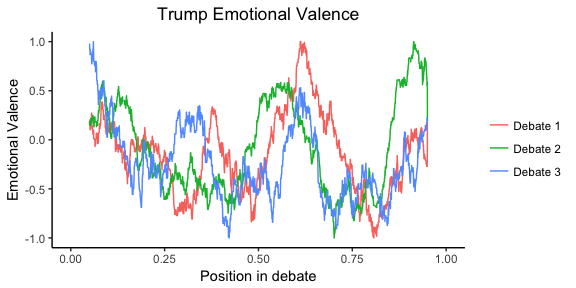 Trump Emotional Valence
Emotional Valence
1.0
0.5
0.0
-0.5
-1.0
0.00 0.25 0.50 0.75 1.00
Position in debate
Debate 1
Debate 2
Debate 3